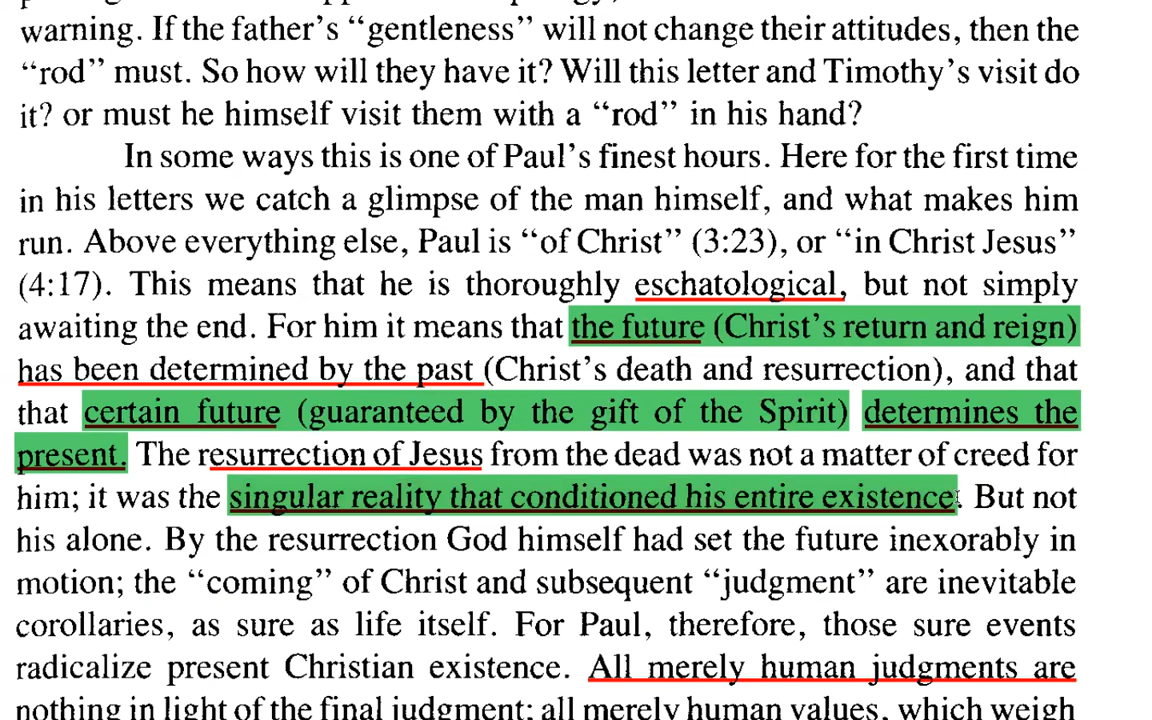 warning. If the father’s “gentleness” will not change their attitudes, then the
“rod” must. So how will they have it? Will this letter and Timothy’s visit do
it? or must he himself visit them with a “rod” in his hand?
In some ways this is one of Paul’s finest hours. Here for the first time
in his letters we catch a glimpse of the man himself, and what makes him
run. Above everything else, Paul is “of Christ” (3:23), or “in Christ Jesus”
(4:17). This means that he is thoroughly eschatological, but not simply
awaiting the end. For him it means that the future (Christ’s return and reign)
has been determined by the past (Christ’s death and resurrection), and that
that certain future (guaranteed by the gift of the Spirit) determines the
present. The resurrection of Jesus from the dead was not a matter of creed for
him; it was the singular reality that conditioned his entire existence. But not
his alone. By the resurrection God himself had set the future inexorably in
motion; the “coming” of Christ and subsequent “judgment” are inevitable
corollaries, as sure as life itself. For Paul, therefore, those sure events
radicalize present Christian existence. All merely human judgments are
nothing in light of the final judgment; all merely human values, which weigh